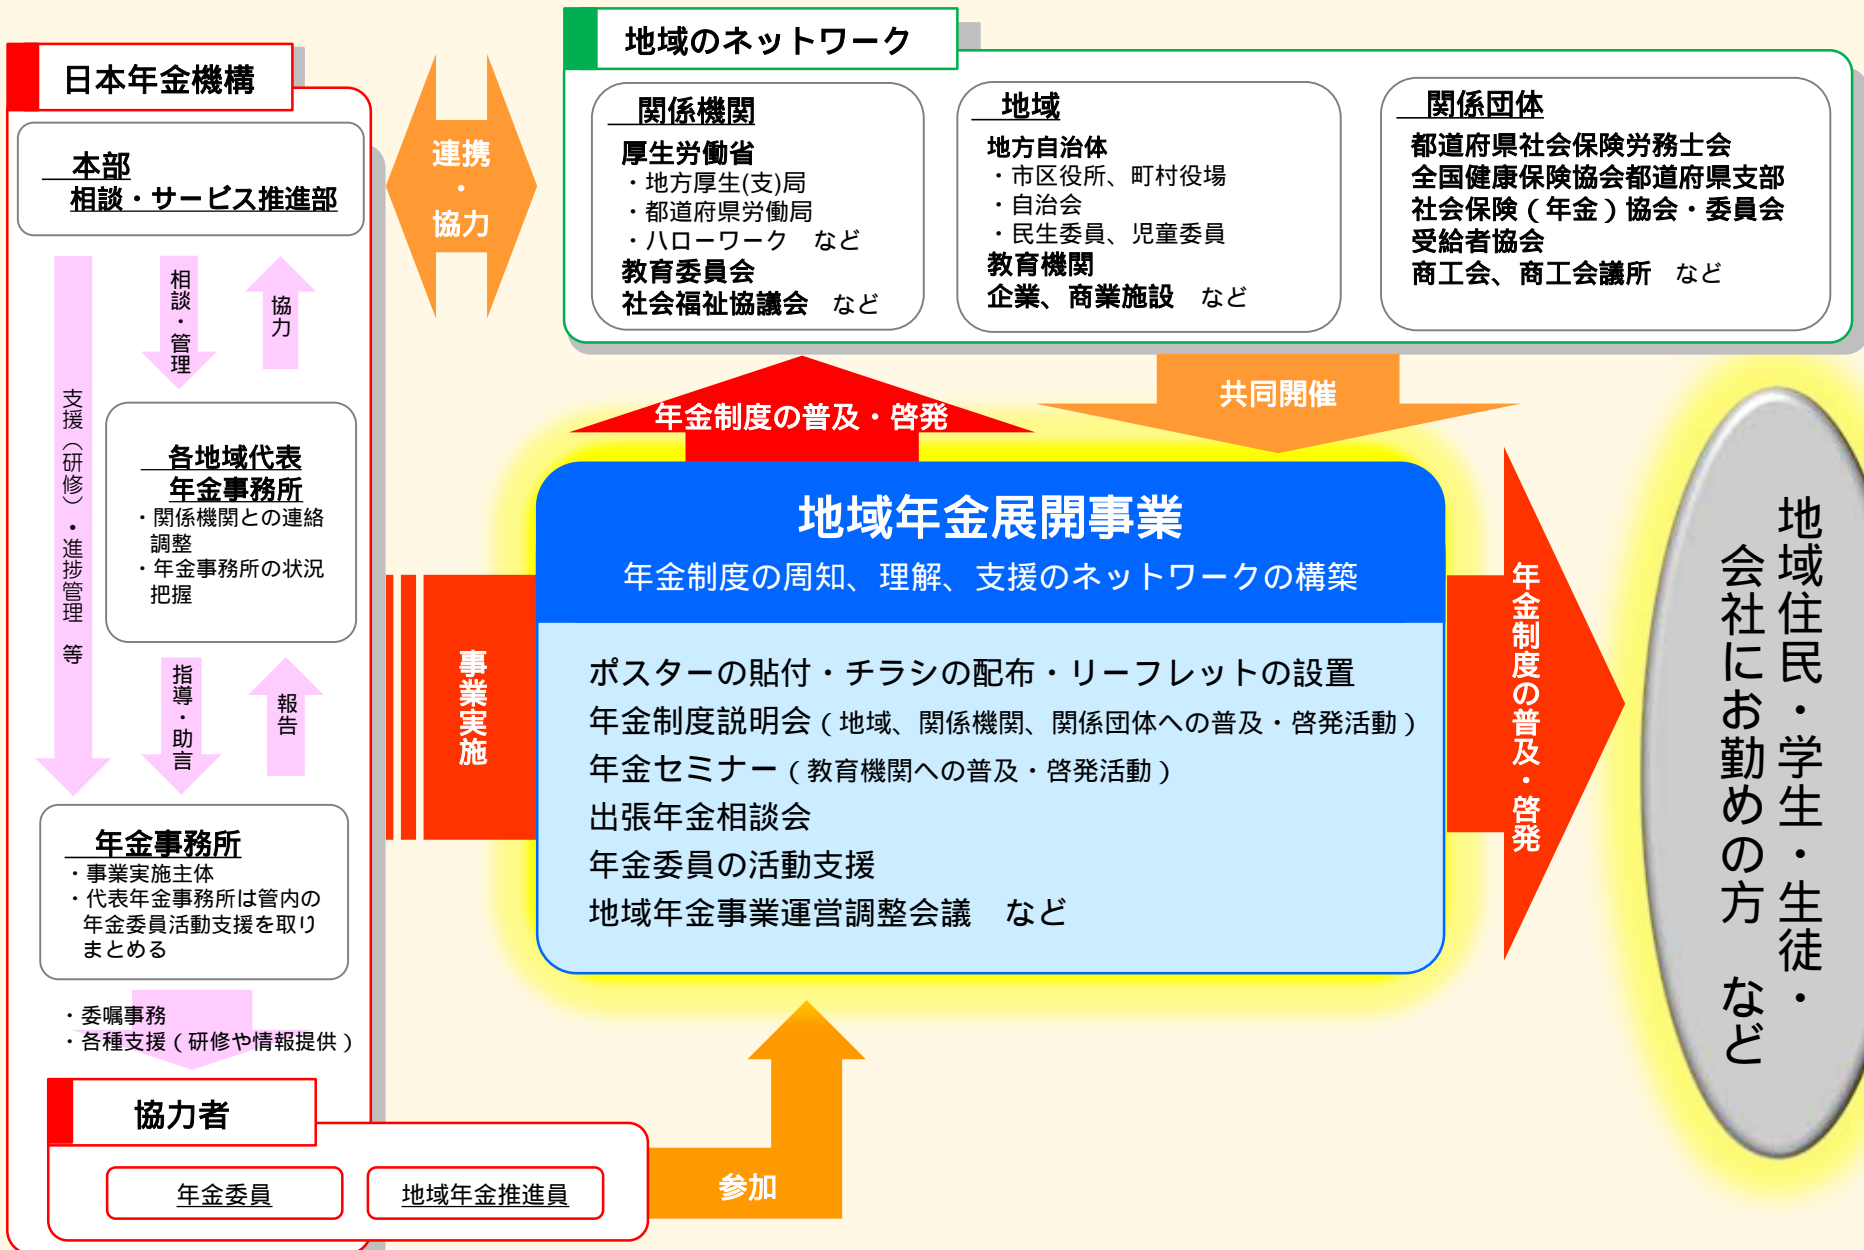 日本年金機構
本部
相談・サービス推進部
相談・管理
協力
支援（研修）・進捗管理　等
各地域代表
年金事務所
・関係機関との連絡
調整
・年金事務所の状況
把握
指導・助言
報告
年金事務所
・事業実施主体
・代表年金事務所は管内の
年金委員活動支援を取り
まとめる
・委嘱事務
・各種支援（研修や情報提供）
協力者
年金委員
地域年金推進員
連携
・
協力
地域のネットワーク
関係機関
厚生労働省
・地方厚生(支)局
・都道府県労働局
・ハローワーク　など
教育委員会
社会福祉協議会　など
地域
地方自治体
・市区役所、町村役場
・自治会
・民生委員、児童委員
教育機関
企業、商業施設　など
関係団体
都道府県社会保険労務士会
全国健康保険協会都道府県支部
社会保険（年金）協会・委員会
受給者協会
商工会、商工会議所　など
年金制度の普及・啓発
共同開催
事業実施
地域年金展開事業
年金制度の周知、理解、支援のネットワークの構築
ポスターの貼付・チラシの配布・リーフレットの設置
年金制度説明会（地域、関係機関、関係団体への普及・啓発活動）
年金セミナー（教育機関への普及・啓発活動）
出張年金相談会
年金委員の活動支援
地域年金事業運営調整会議　など
参加
年金制度の普及・啓発
地域住民・学生・生徒・
会社にお勤めの方　など